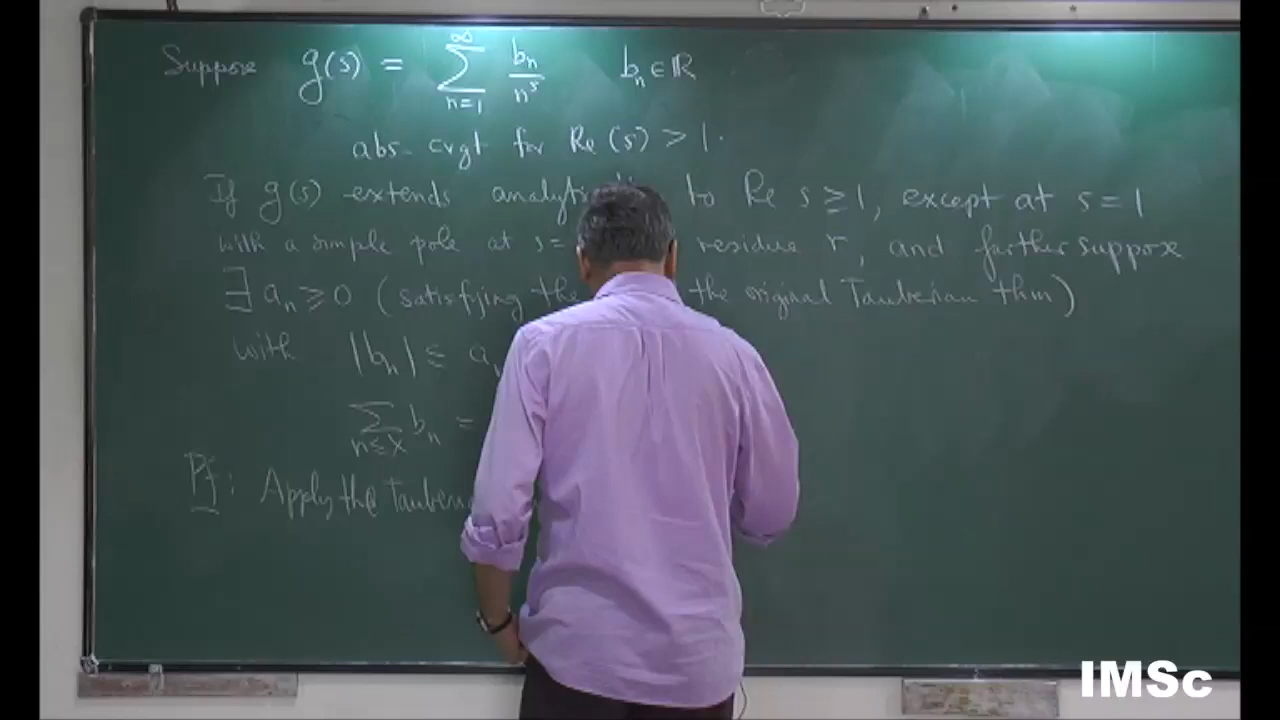 Suppose g(s) = ∑_{n=1}^{∞} b_n / n^s b_n ∈ ℝ
abs. cvgt for Re(s) > 1.
If g(s) extends to Re s ≥ 1, except at s = 1
with a simple pole at s = residue r, and further suppose
∃ a_n ≥ 0 (satisfying the the original Tauberian thm)
with |b_n| ≤
∑_{n≤x} b_n =
Pf: Apply the
IMSc